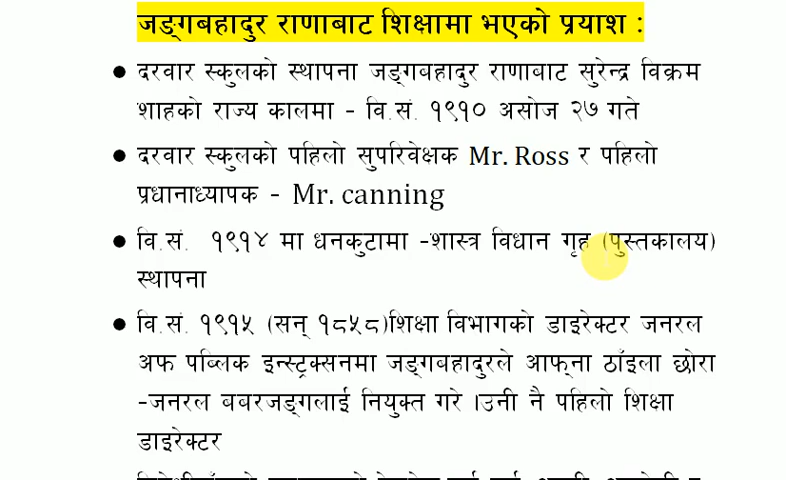 जङ्गबहादुर राणाबाट शिक्षामा भएको प्रयाश :
● दरवार स्कुलको स्थापना जङ्गबहादुर राणाबाट सुरेन्द्र विक्रम
शाहको राज्य कालमा - वि.सं. १९१० असोज २७ गते
● दरवार स्कुलको पहिलो सुपरिवेक्षक Mr. Ross र पहिलो
प्रधानाध्यापक - Mr. canning
● वि.सं. १९१४ मा धनकुटामा -शास्त्र विधान गृह (पुस्तकालय)
स्थापना
● वि.सं. १९१५ (सन् १८५८)शिक्षा विभागको डाइरेक्टर जनरल
अफ पब्लिक इन्स्ट्रक्सनमा जङ्गबहादुरले आफ्ना ठाँइला छोरा
-जनरल बबरजङ्गलाई नियुक्त गरे ।उनी नै पहिलो शिक्षा
डाइरेक्टर